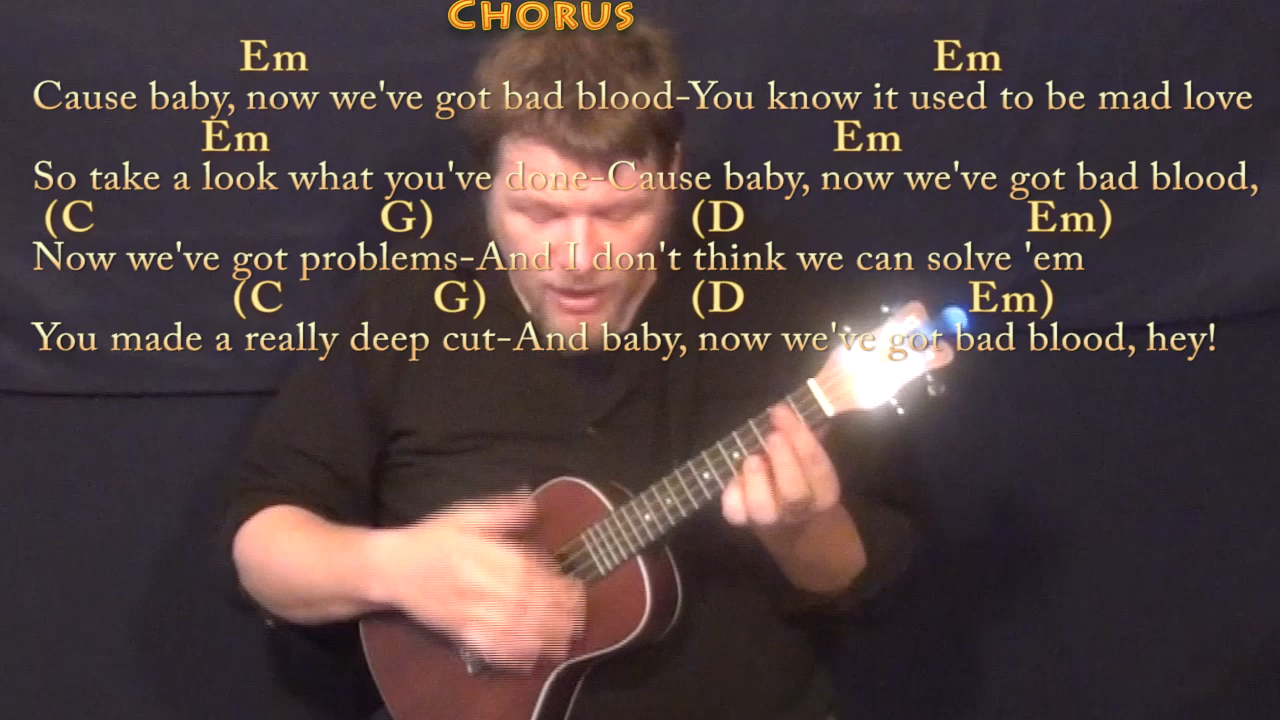 CHORUS
Em Em
Cause baby, now we've got bad blood-You know it used to be mad love
Em Em
So take a look what you've done-Cause baby, now we've got bad blood,
(C G) (D Em)
Now we've got problems-And I don't think we can solve 'em
(C G) (D Em)
You made a really deep cut-And baby, now we've got bad blood, hey!